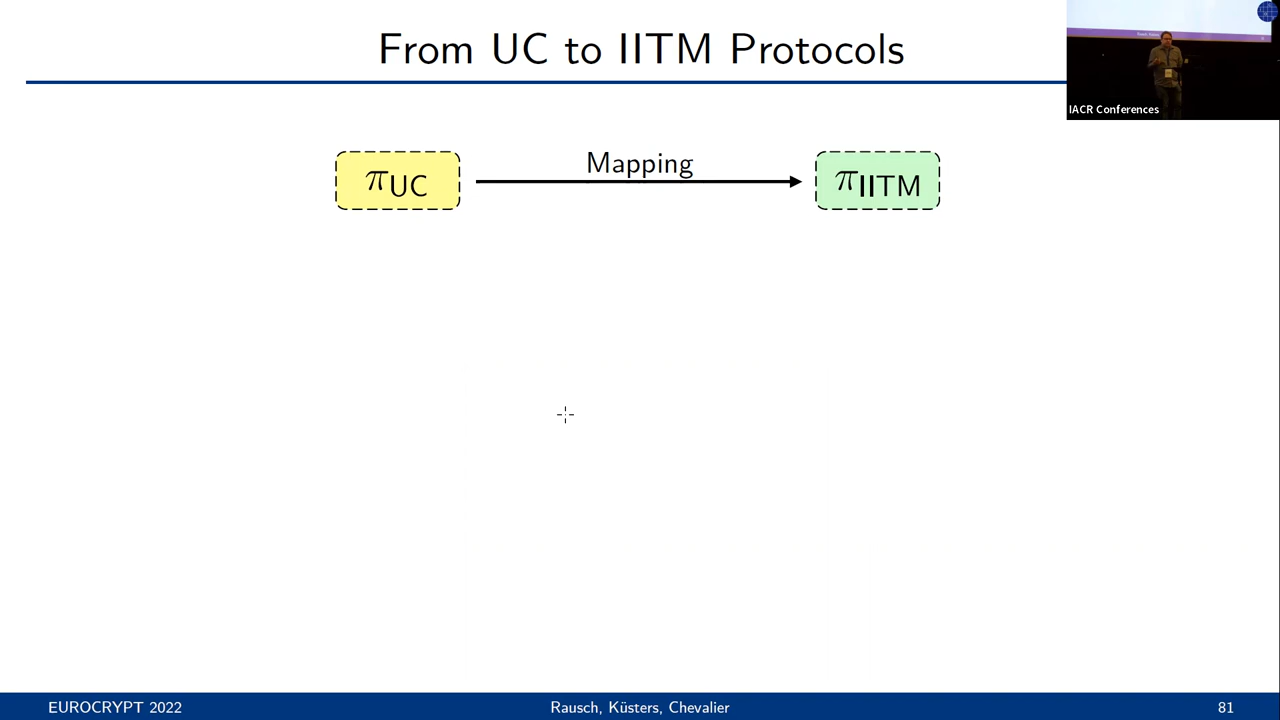 From UC to IITM Protocols
IACR Conferences
πUC
Mapping
πIITM
EUROCRYPT 2022
Rausch, Küsters, Chevalier
81